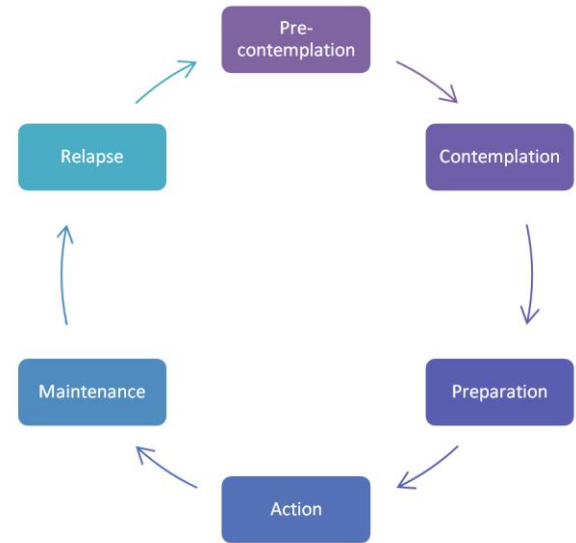 Pre-
contemplation
Contemplation
Preparation
Action
Maintenance
Relapse